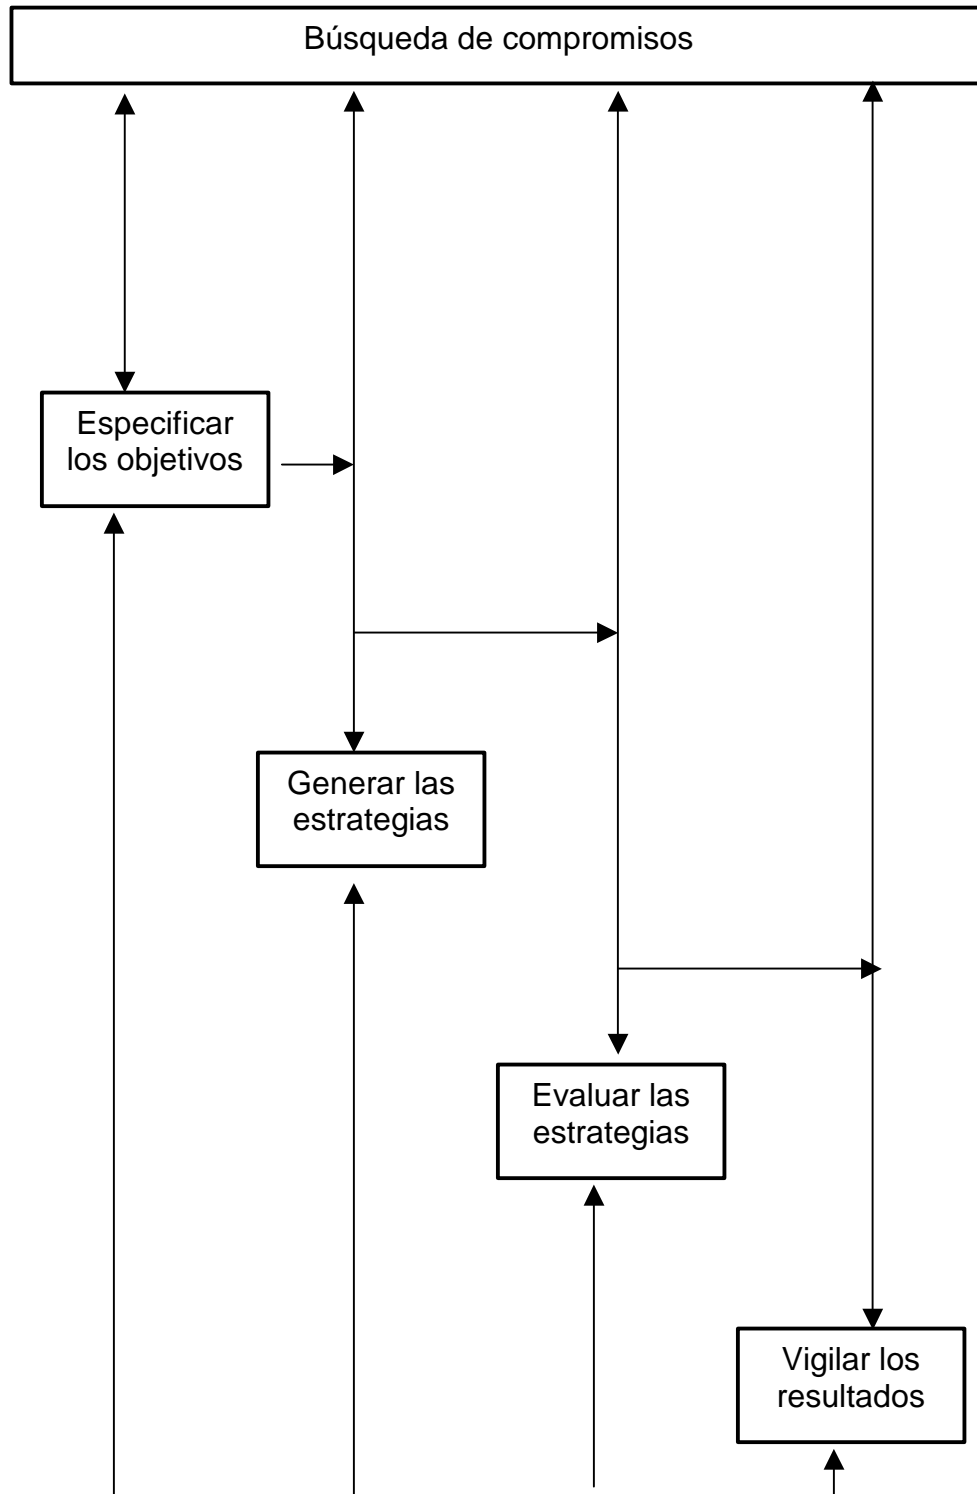 Búsqueda de compromisos
Especificar
los objetivos
Generar las
estrategias
Evaluar las
estrategias
Vigilar los
resultados